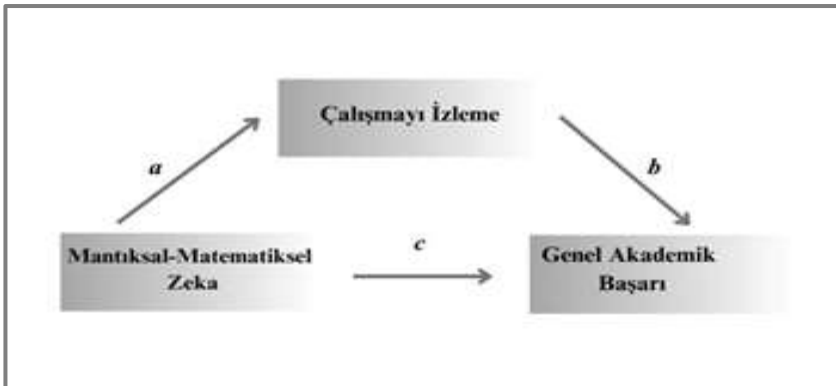 Çalışmayı İzleme
a
b
Mantıksal-Matematiksel
Zeka
c
Genel Akademik
Başarı